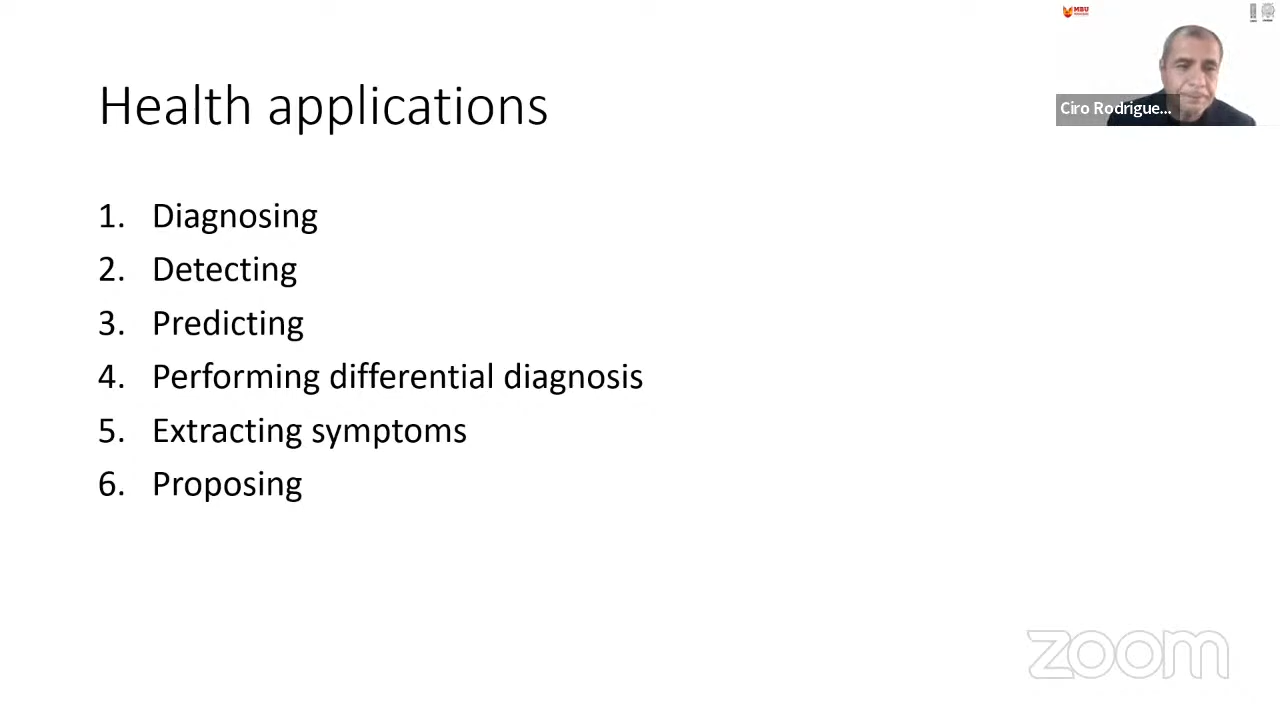 Health applications
1. Diagnosing
2. Detecting
3. Predicting
4. Performing differential diagnosis
5. Extracting symptoms
6. Proposing
MBU
Ciro Rodrigue...
zoom